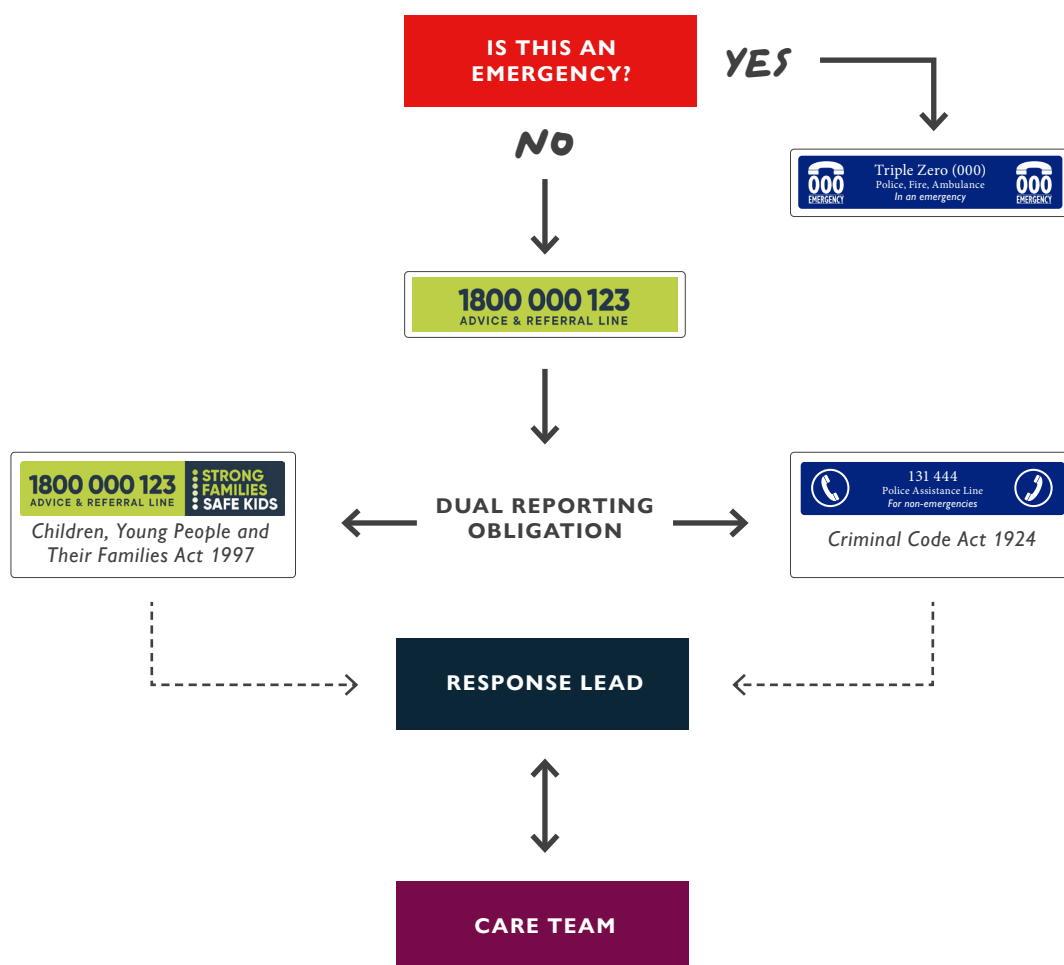 IS THIS AN
EMERGENCY?
YES
NO
000
EMERGENCY
Triple Zero (000)
Police, Fire, Ambulance
In an emergency
000
EMERGENCY
1800 000 123
ADVICE & REFERRAL LINE
1800 000 123
ADVICE & REFERRAL LINE
STRONG
FAMILIES
SAFE KIDS
Children, Young People and
Their Families Act 1997
DUAL REPORTING
OBLIGATION
131 444
Police Assistance Line
For non-emergencies
Criminal Code Act 1924
RESPONSE LEAD
CARE TEAM